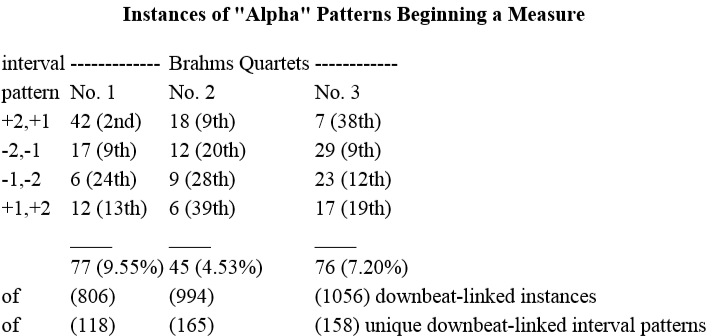 Instances of "Alpha" Patterns Beginning a Measure
interval ------------- Brahms Quartets ------------
pattern No. 1 No. 2 No. 3
+2,+1 42 (2nd) 18 (9th) 7 (38th)
-2,-1 17 (9th) 12 (20th) 29 (9th)
-1,-2 6 (24th) 9 (28th) 23 (12th)
+1,+2 12 (13th) 6 (39th) 17 (19th)
____ ____ ____
77 (9.55%) 45 (4.53%) 76 (7.20%)
of (806) (994) (1056) downbeat-linked instances
of (118) (165) (158) unique downbeat-linked interval patterns